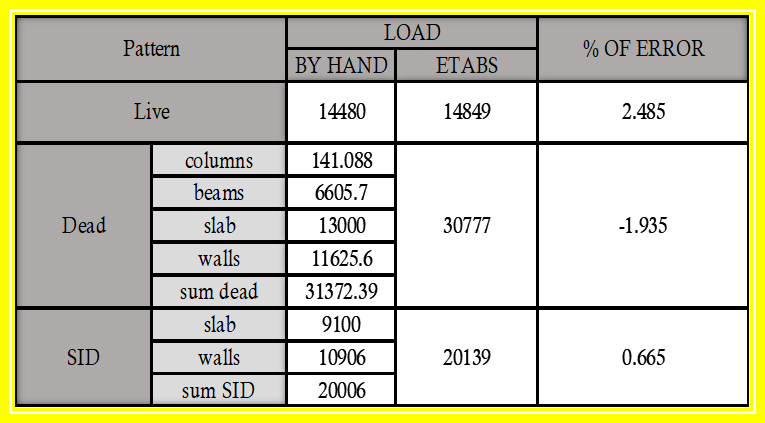 Pattern LOAD % OF ERROR
BY HAND ETABS
Live 14480 14849 2.485
Dead columns 141.088 30777 -1.935
beams 6605.7
slab 13000
walls 11625.6
sum dead 31372.39
SID slab 9100 20139 0.665
walls 10906
sum SID 20006